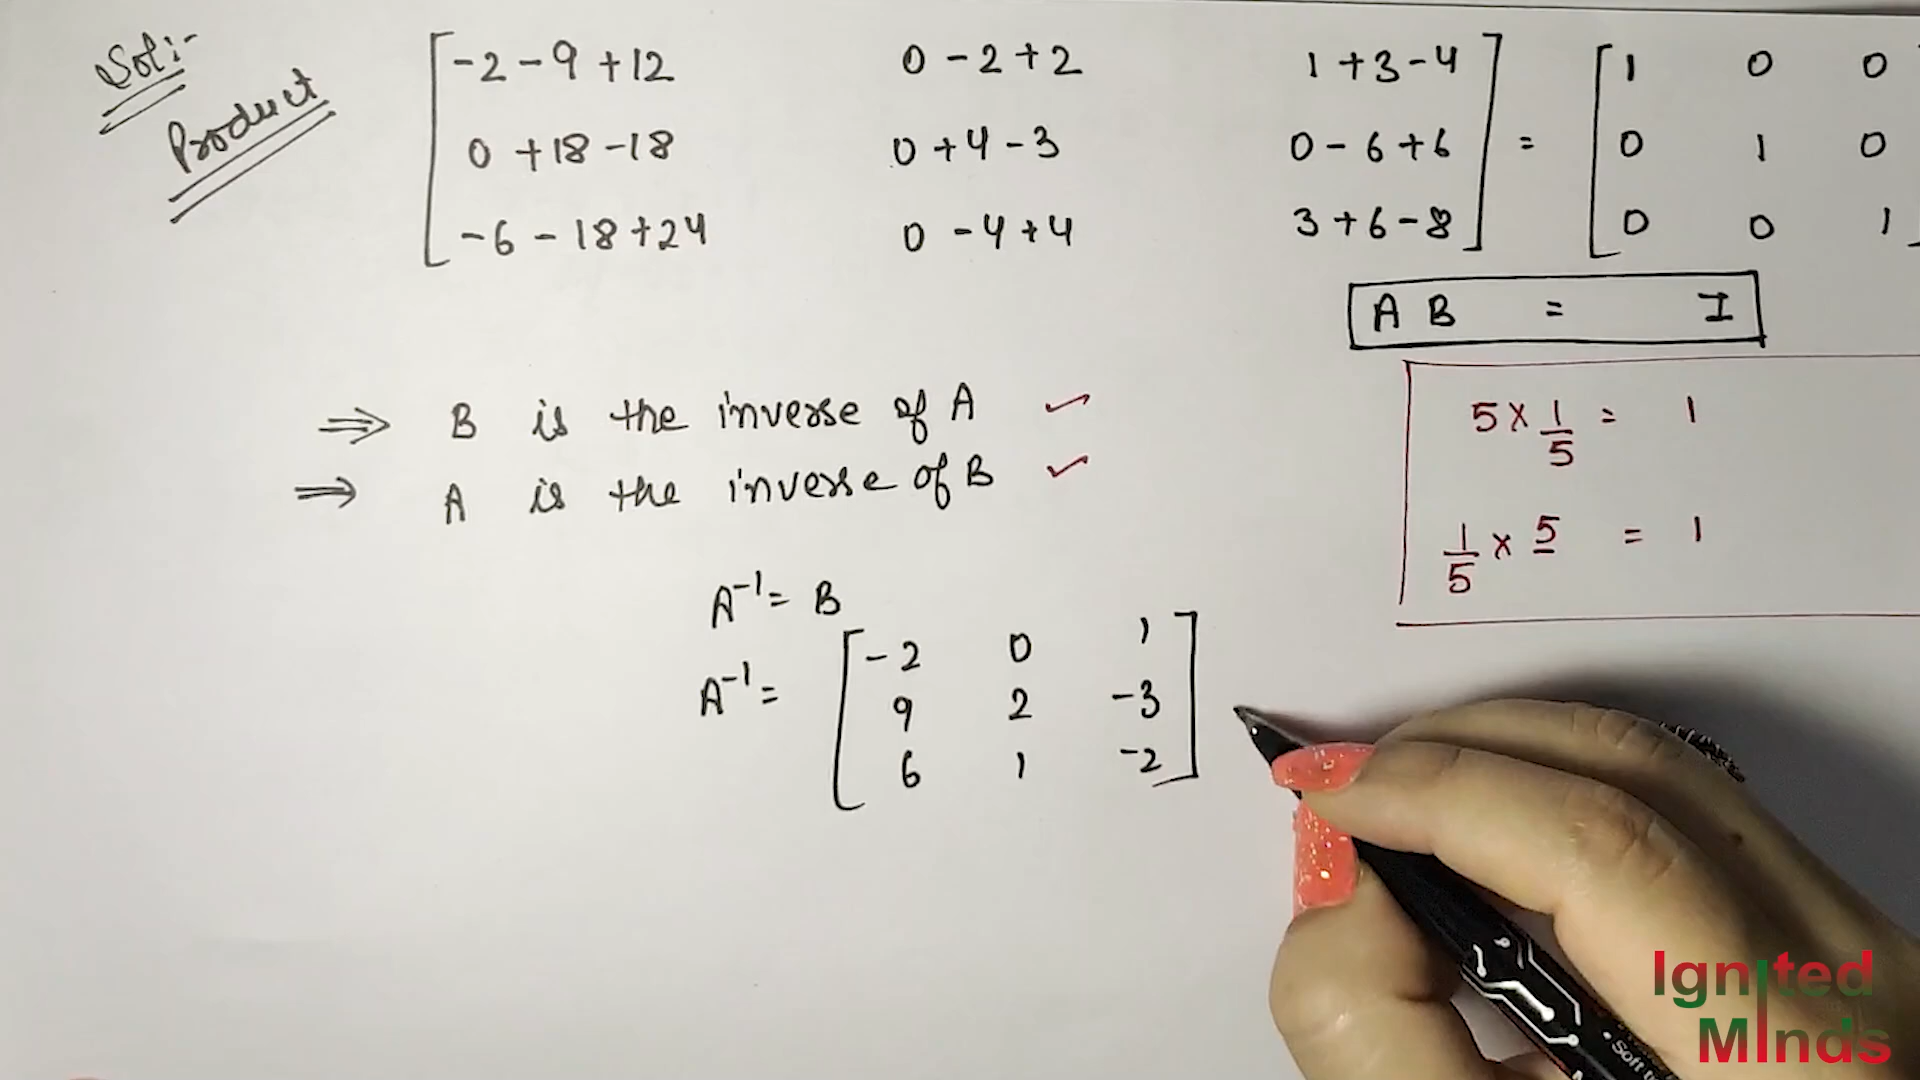 Sol:-
Product
-2 - 9 + 12 0 - 2 + 2 1 + 3 - 4 1 0 0
0 + 18 - 18 0 + 4 - 3 0 - 6 + 6 = 0 1 0
-6 - 18 + 24 0 - 4 + 4 3 + 6 - 8 0 0 1
A B = I
⇒ B is the inverse of A ✓
⇒ A is the inverse of B ✓
5 × 1/5 = 1
1/5 × 5 = 1
A⁻¹ = B
-2 0 1
A⁻¹ = 9 2 -3
6 1 -2
Ignited
Minds